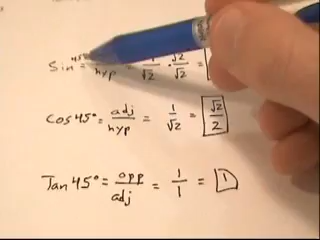 Sin 45° = hyp = 1/√2 · √2/√2 =
Cos 45° = adj/hyp = 1/√2 = √2/2
Tan 45° = opp/adj = 1/1 = 1